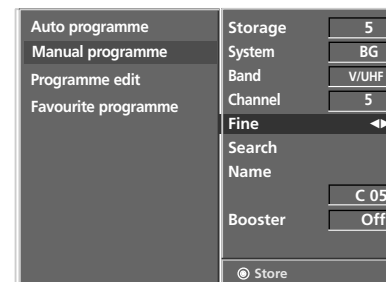 Auto programme
Manual programme
Programme edit
Favourite programme
Storage 5
System BG
Band V/UHF
Channel 5
Fine ◀▶
Search
Name
C 05
Booster Off
◉ Store